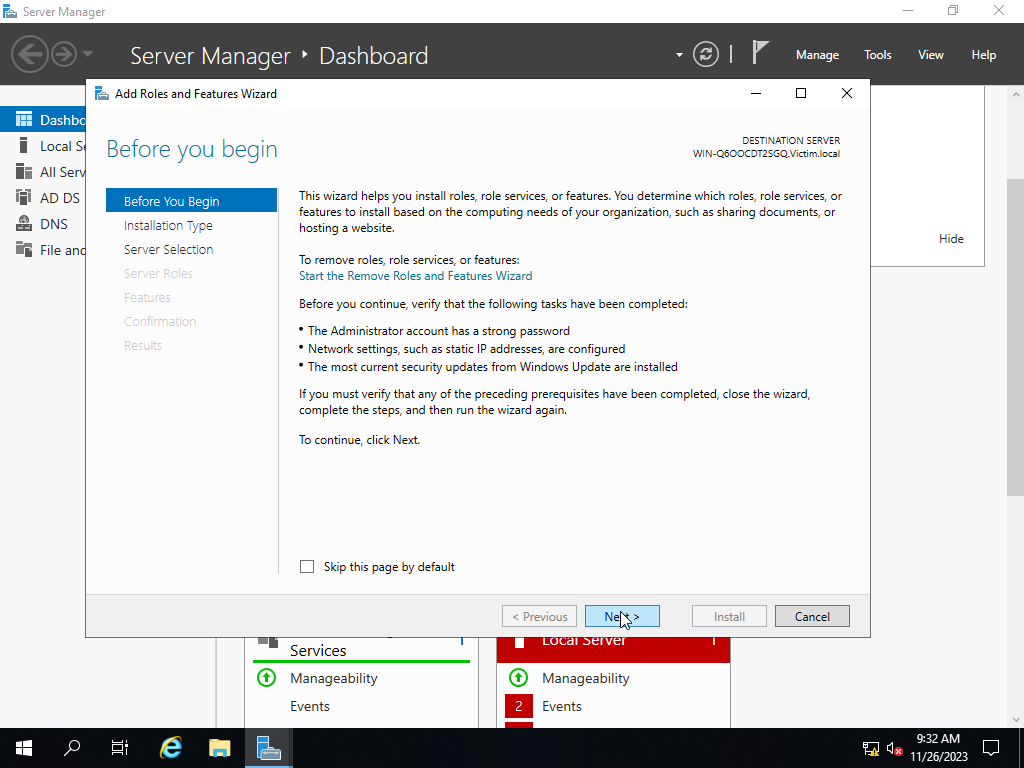 Server Manager
Server Manager
Dashboard
Manage
Tools
View
Help
Add Roles and Features Wizard
Before you begin
DESTINATION SERVER
WIN-Q6OOCDT2SGQ.Victim.local
Local
All Serv
AD DS
DNS
File and
Hide
Before You Begin
Installation Type
Server Selection
Server Roles
Features
Confirmation
Results
This wizard helps you install roles, role services, or features. You determine which roles, role services, or
features to install based on the computing needs of your organization, such as sharing documents, or
hosting a website.
To remove roles, role services, or features:
Start the Remove Roles and Features Wizard
Before you continue, verify that the following tasks have been completed:
• The Administrator account has a strong password
• Network settings, such as static IP addresses, are configured
• The most current security updates from Windows Update are installed
If you must verify that any of the preceding prerequisites have been completed, close the wizard,
complete the steps, and then run the wizard again.
To continue, click Next.
Skip this page by default
< Previous
Next >
Install
Cancel
Services
1
Local Server
1
Manageability
Manageability
Events
2
Events
9:32 AM
11/26/2023